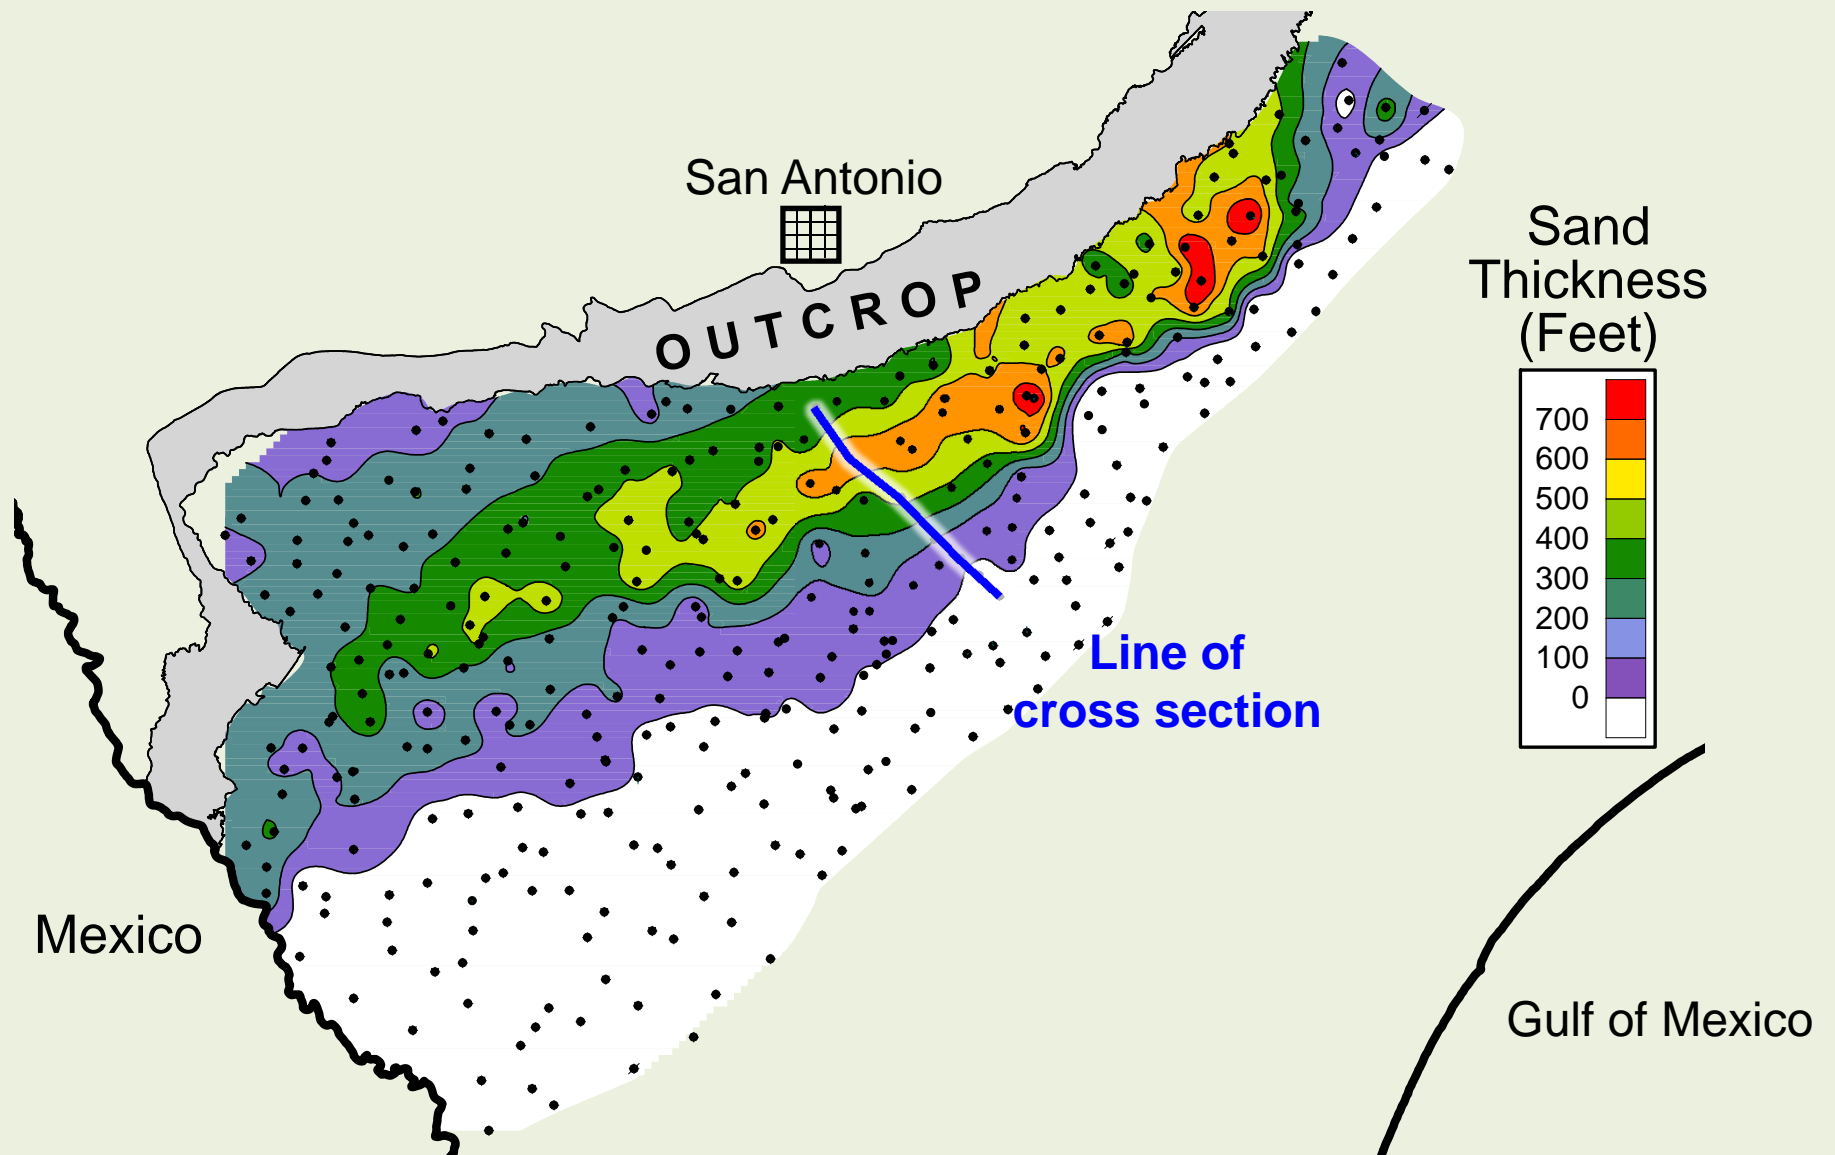 San Antonio
OUTCROP
Sand
Thickness
(Feet)
700
600
500
400
300
200
100
0
Line of
cross section
Mexico
Gulf of Mexico